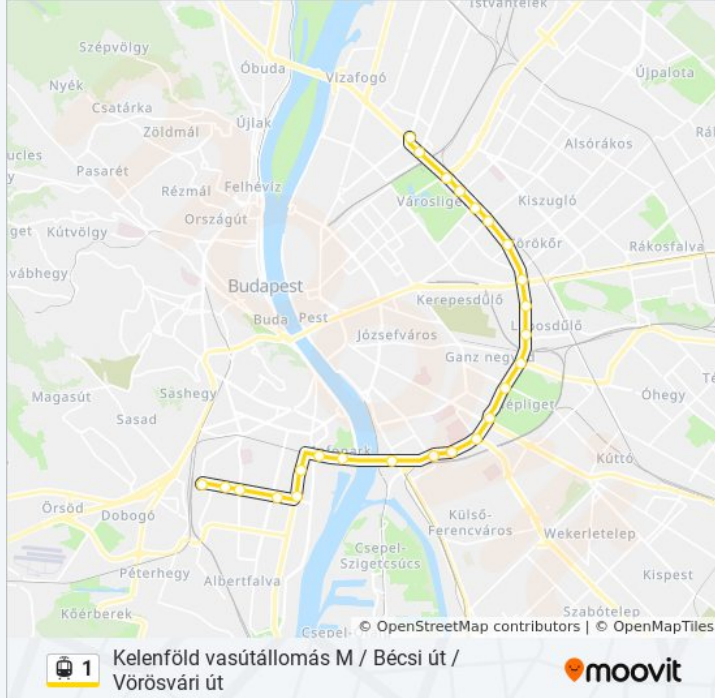 Istvántelek
Szépvölgy
Óbuda
Vizafogó
Újpalota
Nyék
Csatárka
Újlak
Zöldmál
Alsórákos
Pasarét
Felhévíz
Rézmál
Városliget
Kiszugló
Országút
Kútvölgy
Törökőr
Rákosfalva
Budapest
Kerepesdűlő
Buda
Pest
Józsefváros
Ganz negyed
Magasút
Sashegy
Óhegy
Sasad
Népliget
Kúttó
Örsöd
Dobogó
Külső-
Ferencváros
Wekerletelep
Csepel-
Szigetcsúcs
Péterhegy
Albertfalva
Kispest
Kőérberek
Szabótelep
© OpenStreetMap contributors | © OpenMapTiles
1
Kelenföld vasútállomás M / Bécsi út /
Vörösvári út
moovit